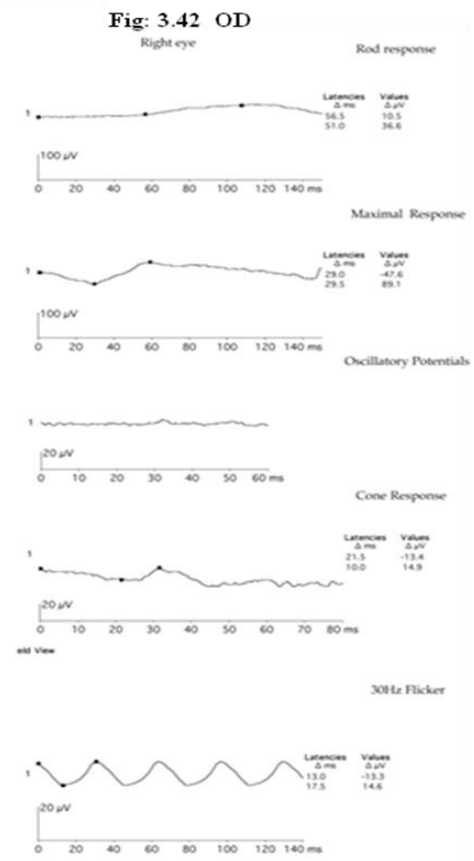 Fig: 3.42 OD
Right eye
Rod response
Latencies Values
Δ ms Δ µV
56.5 10.5
51.0 36.6
1
100 µV
0 20 40 60 80 100 120 140 ms
Maximal Response
Latencies Values
Δ ms Δ µV
29.0 -47.6
29.5 89.1
1
100 µV
0 20 40 60 80 100 120 140 ms
Oscillatory Potentials
1
20 µV
0 10 20 30 40 50 60 ms
Cone Response
Latencies Values
Δ ms Δ µV
21.5 -13.4
10.0 14.9
1
20 µV
0 10 20 30 40 50 60 70 80 ms
eld View
30Hz Flicker
Latencies Values
Δ ms Δ µV
13.0 -13.3
17.5 14.6
1
20 µV
0 20 40 60 80 100 120 140 ms